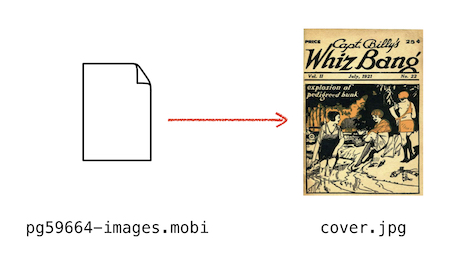 PRICE 25¢
Capt. Billy's
Whiz Bang
Vol. II July, 1921 No. 22
explosion of
pedigreed bunk
pg59664-images.mobi
cover.jpg